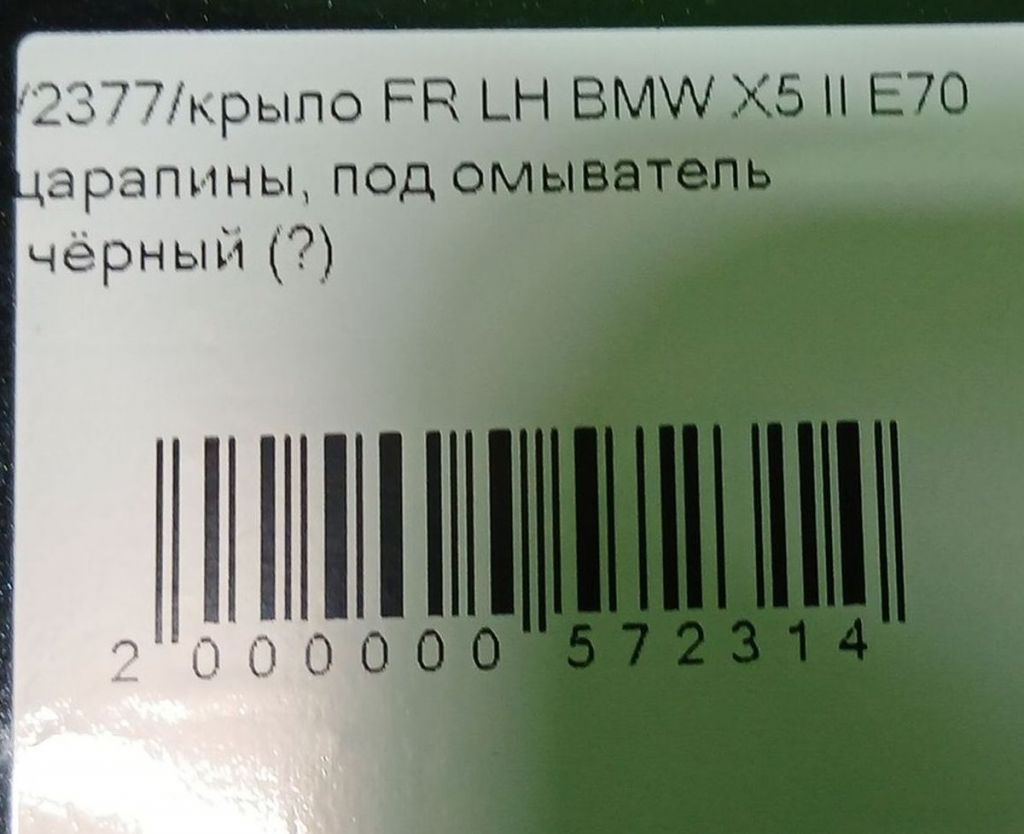 /2377/крыло FR LH BMW X5 II E70
царапины, под омыватель
чёрный (?)
2 000000 572314